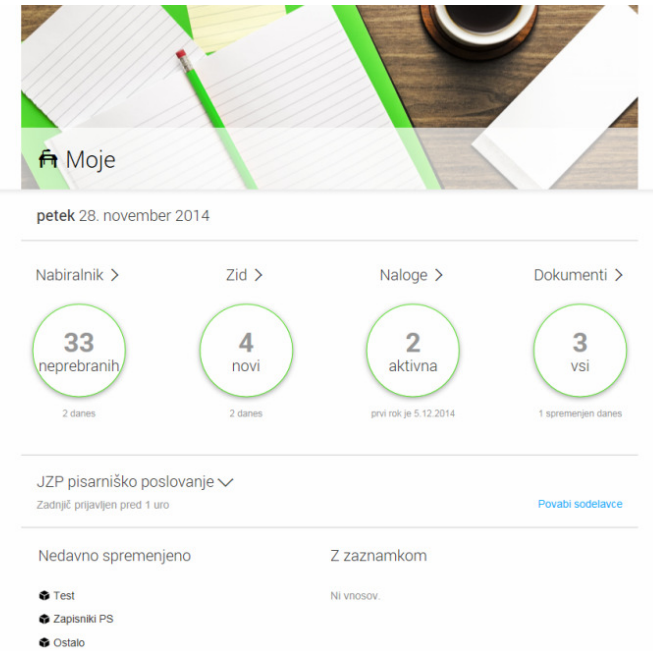 Moje
petek 28. november 2014
Nabiralnik >
Zid >
Naloge >
Dokumenti >
33
neprebranih
4
novi
2
aktivna
3
vsi
2 danes
2 danes
prvi rok je 5.12.2014
1 spremenjen danes
JZP pisarniško poslovanje
Zadnjič prijavljen pred 1 uro
Povabi sodelavce
Nedavno spremenjeno
Z zaznamkom
Test
Ni vnosov.
Zapisniki PS
Ostalo